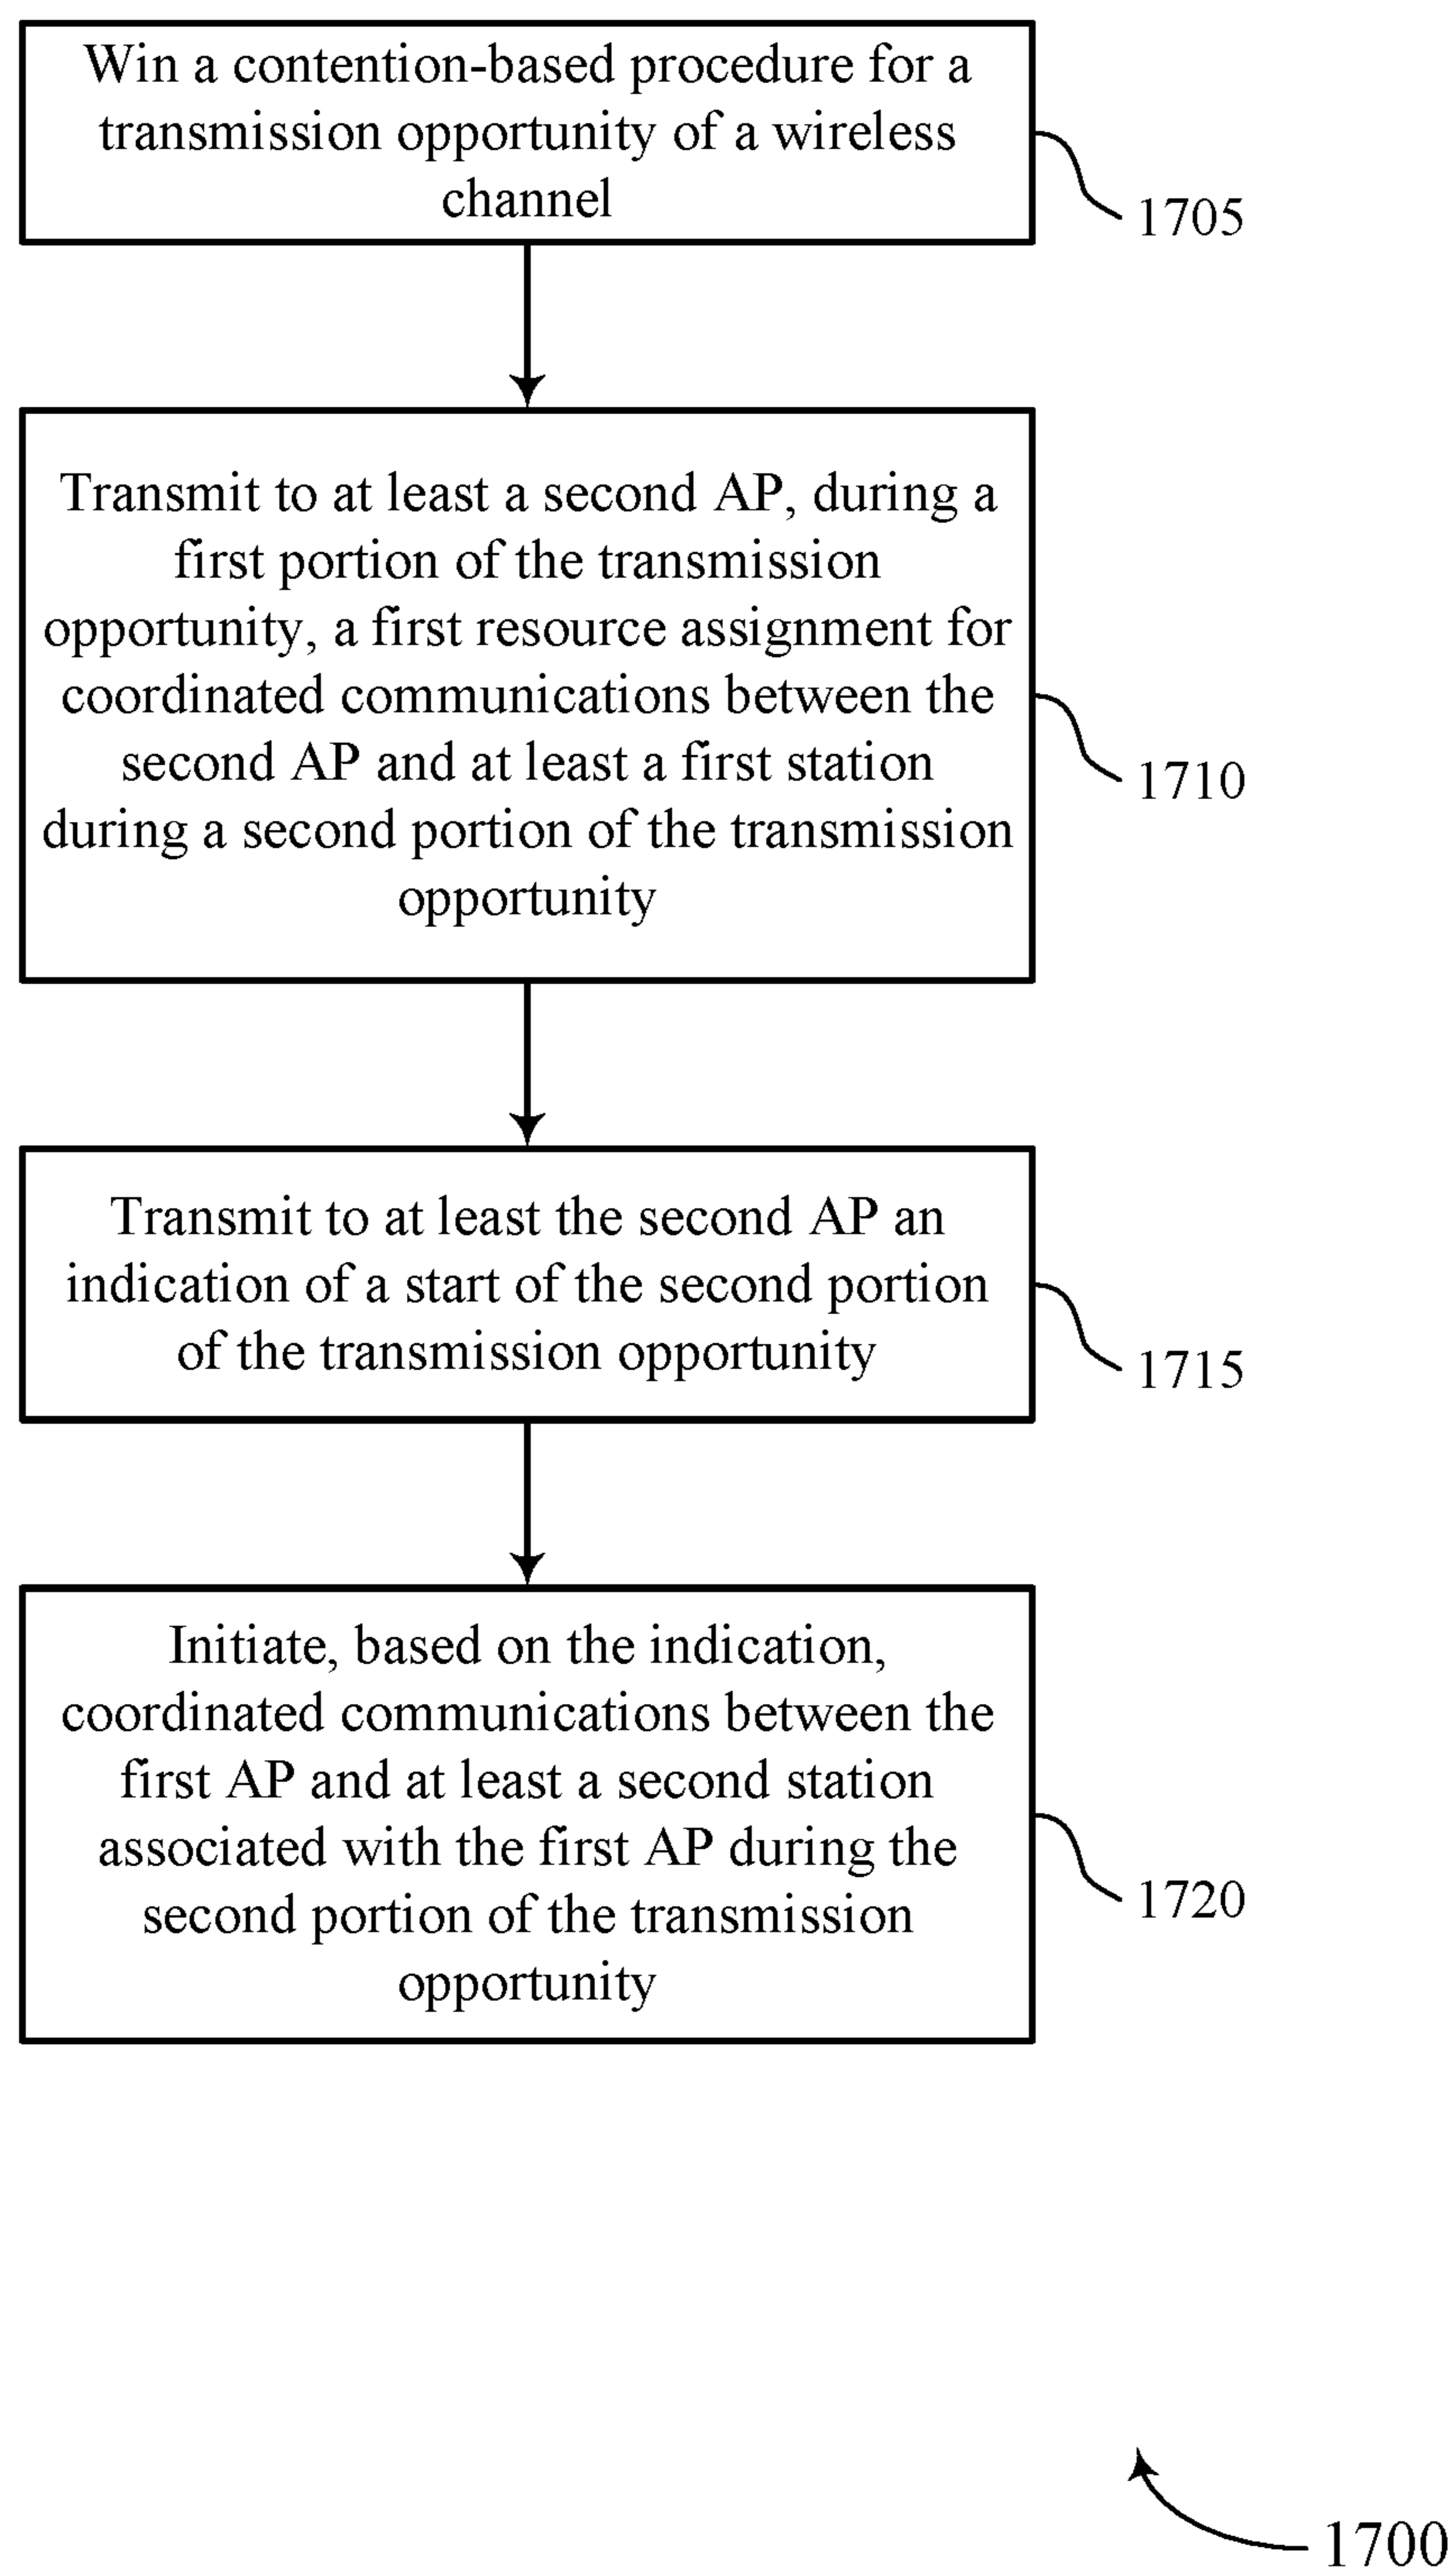 Win a contention-based procedure for a
transmission opportunity of a wireless
channel
1705
Transmit to at least a second AP, during a
first portion of the transmission
opportunity, a first resource assignment for
coordinated communications between the
second AP and at least a first station
during a second portion of the transmission
opportunity
1710
Transmit to at least the second AP an
indication of a start of the second portion
of the transmission opportunity
1715
Initiate, based on the indication,
coordinated communications between the
first AP and at least a second station
associated with the first AP during the
second portion of the transmission
opportunity
1720
1700